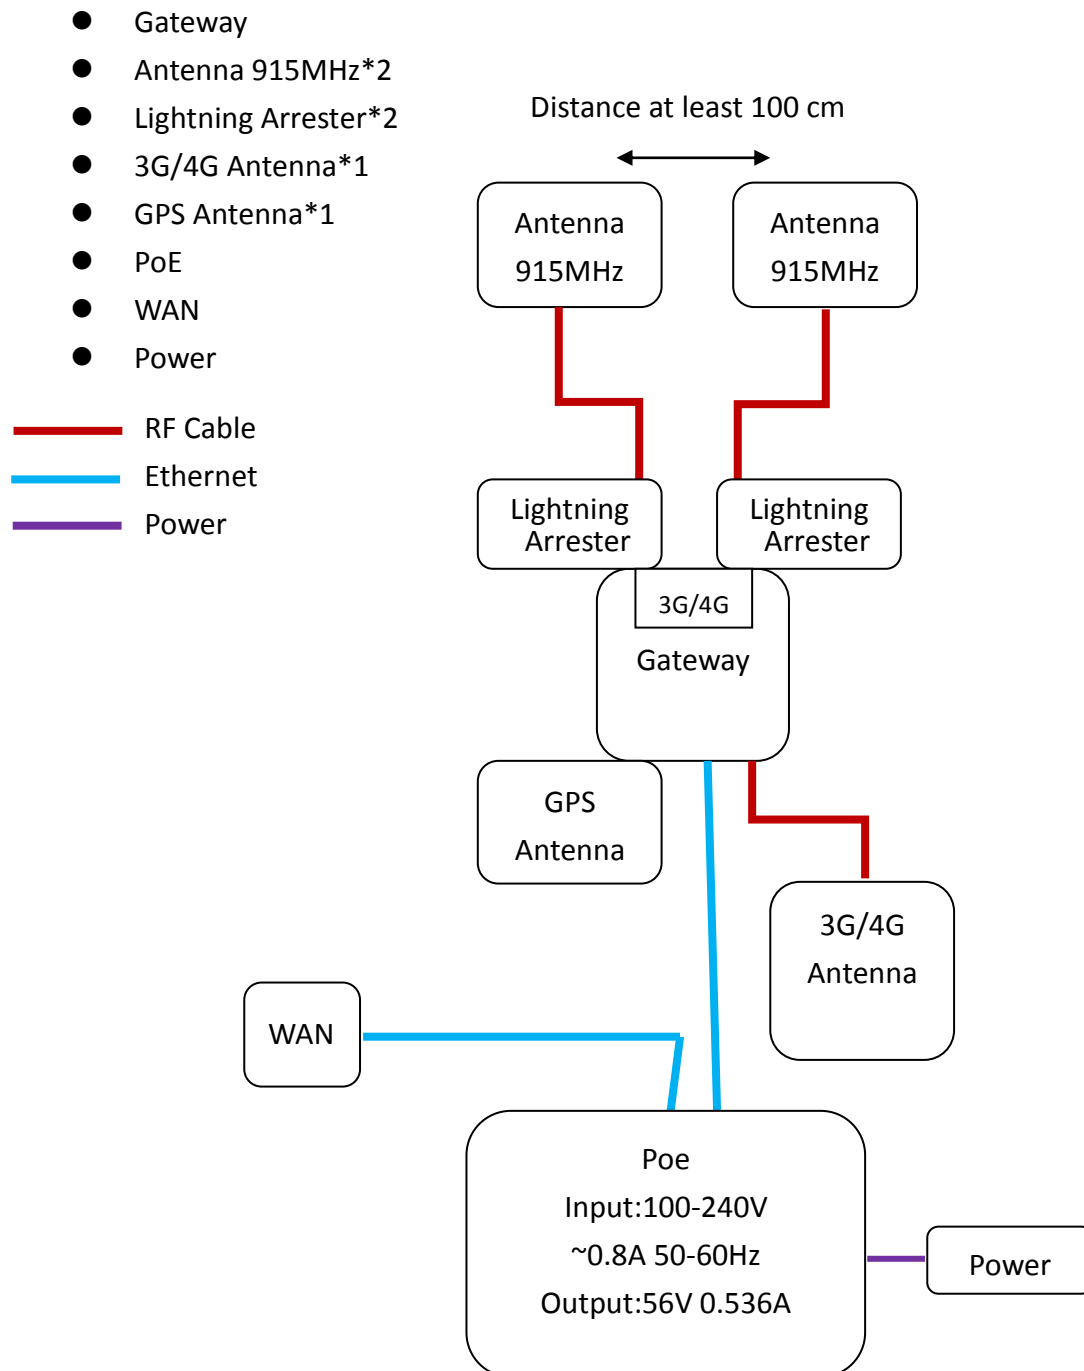 Gateway
Antenna 915MHz*2
Lightning Arrester*2
3G/4G Antenna*1
GPS Antenna*1
PoE
WAN
Power
RF Cable
Ethernet
Power
Distance at least 100 cm
Antenna
915MHz
Antenna
915MHz
Lightning
Arrester
Lightning
Arrester
3G/4G
Gateway
GPS
Antenna
3G/4G
Antenna
WAN
Poe
Input:100-240V
~0.8A 50-60Hz
Output:56V 0.536A
Power